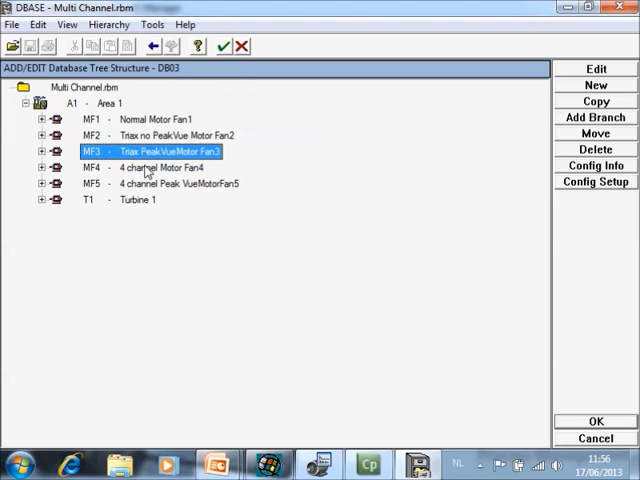 DBASE - Multi Channel.rbm
File Edit View Hierarchy Tools Help
ADD/EDIT Database Tree Structure - DB03
Multi Channel.rbm
A1 - Area 1
MF1 - Normal Motor Fan1
MF2 - Triax no PeakVue Motor Fan2
MF3 - Triax PeakVueMotor Fan3
MF4 - 4 channel Motor Fan4
MF5 - 4 channel Peak VueMotorFan5
T1 - Turbine 1
Edit
New
Copy
Add Branch
Move
Delete
Config Info
Config Setup
OK
Cancel
Cp
NL
11:56
17/06/2013